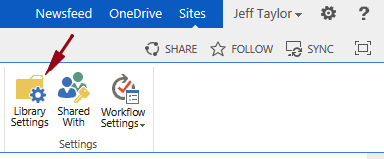 Newsfeed OneDrive Sites Jeff Taylor ?
SHARE FOLLOW SYNC
Library Settings
Shared With
Workflow Settings
Settings